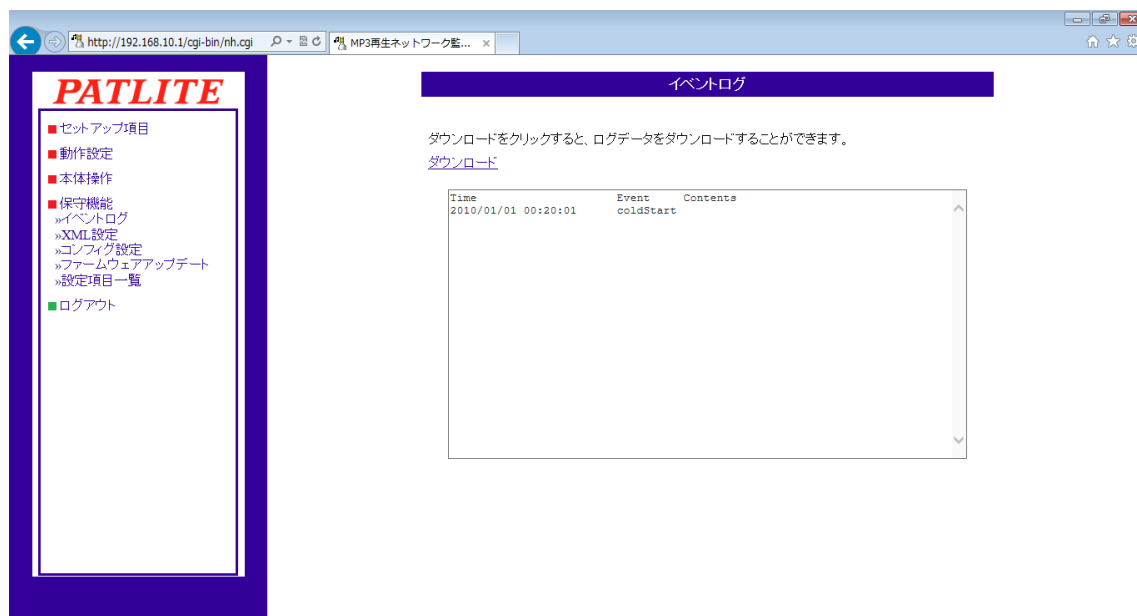 http://192.168.10.1/cgi-bin/nh.cgi
MP3再生ネットワーク監...
PATLITE
セットアップ項目
動作設定
本体操作
保守機能
»イベントログ
»XML設定
»コンフィグ設定
»ファームウェアアップデート
»設定項目一覧
ログアウト
イベントログ
ダウンロードをクリックすると、ログデータをダウンロードすることができます。
ダウンロード
Time Event Contents
2010/01/01 00:20:01 coldStart